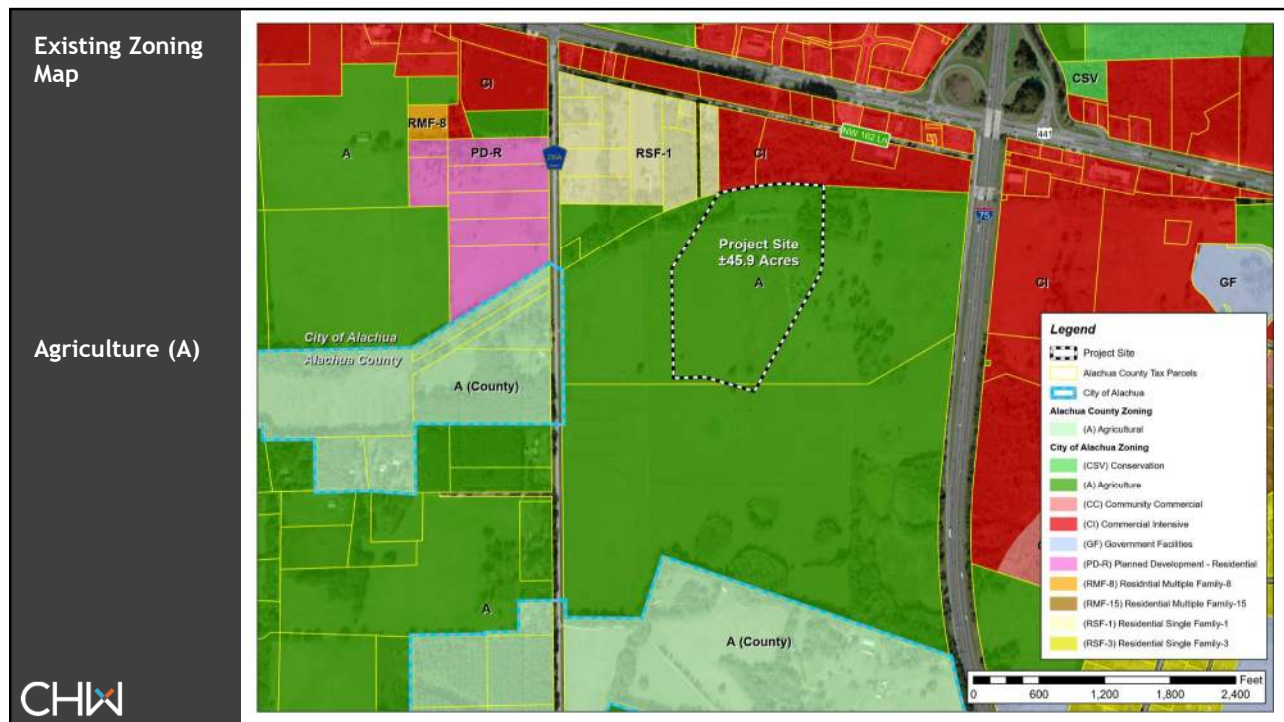 Existing Zoning
Map
Agriculture (A)
CHW
CI
RMF-8
A
PD-R
RSF-1
CI
NW 162 Ln
CSV
441
75
Project Site
±45.9 Acres
A
CI
GF
City of Alachua
Alachua County
A (County)
A
A (County)
Legend
Project Site
Alachua County Tax Parcels
City of Alachua
Alachua County Zoning
(A) Agricultural
City of Alachua Zoning
(CSV) Conservation
(A) Agriculture
(CC) Community Commercial
(CI) Commercial Intensive
(GF) Government Facilities
(PD-R) Planned Development - Residential
(RMF-8) Residntial Multiple Family-8
(RMF-15) Residential Multiple Family-15
(RSF-1) Residential Single Family-1
(RSF-3) Residential Single Family-3
Feet
0 600 1,200 1,800 2,400